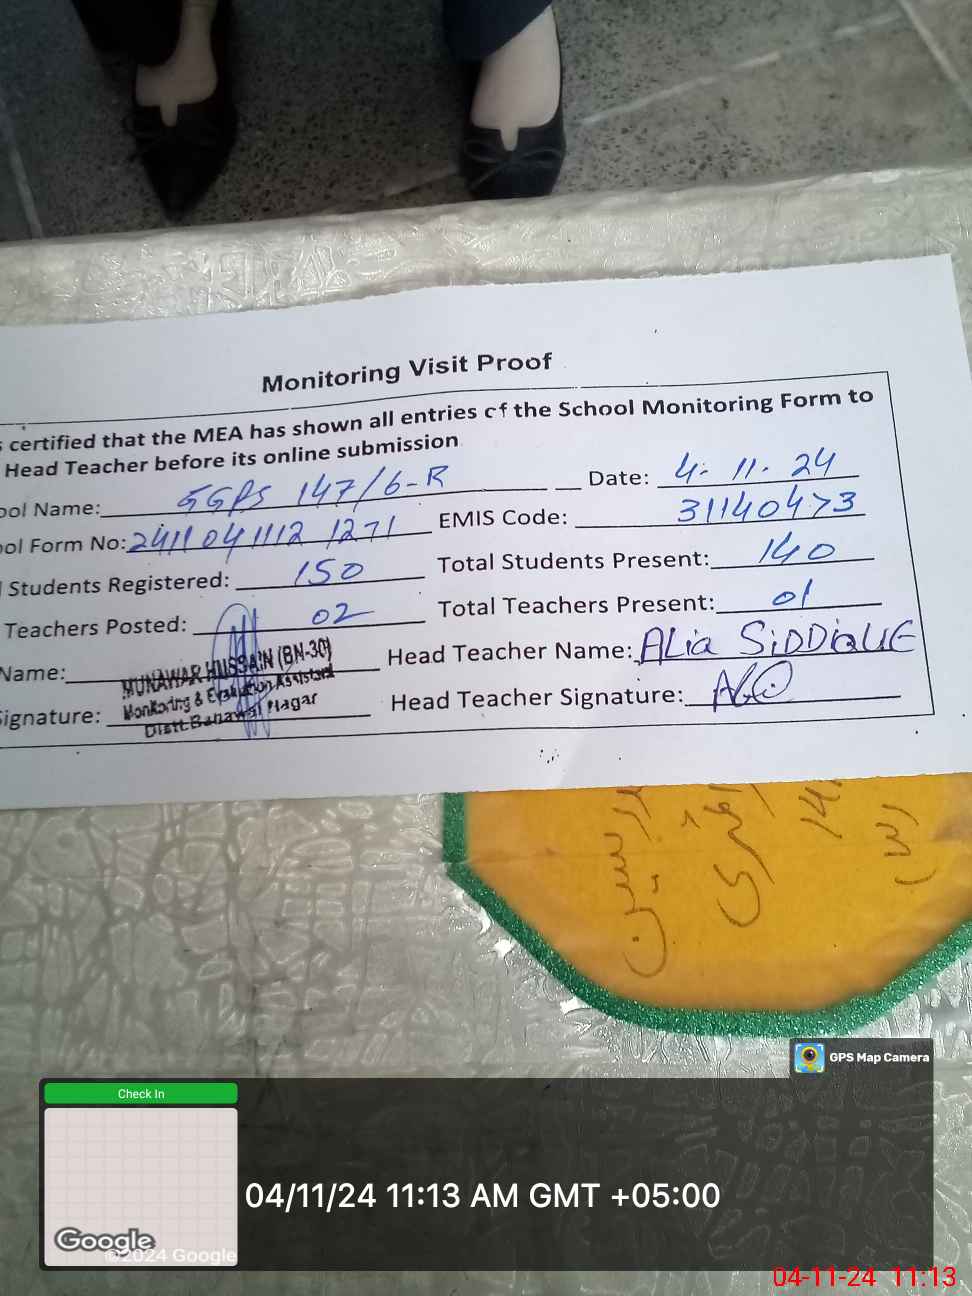 Monitoring Visit Proof
s certified that the MEA has shown all entries of the School Monitoring Form to
Head Teacher before its online submission
ool Name: GGPS 147/6-R Date: 4. 11. 24
ool Form No: 2411041112 1271 EMIS Code: 31140473
l Students Registered: 150 Total Students Present: 140
Teachers Posted: 02 Total Teachers Present: 01
Name: MUNAWAR HUSSAIN (BN-30) Head Teacher Name: ALia SiDDiQUE
Signature: Monitoring & Evaluation Assistant Head Teacher Signature:
Distt. Bahawal Nagar
GPS Map Camera
Check In
04/11/24 11:13 AM GMT +05:00
Google
©2024 Google
04-11-24 11:13